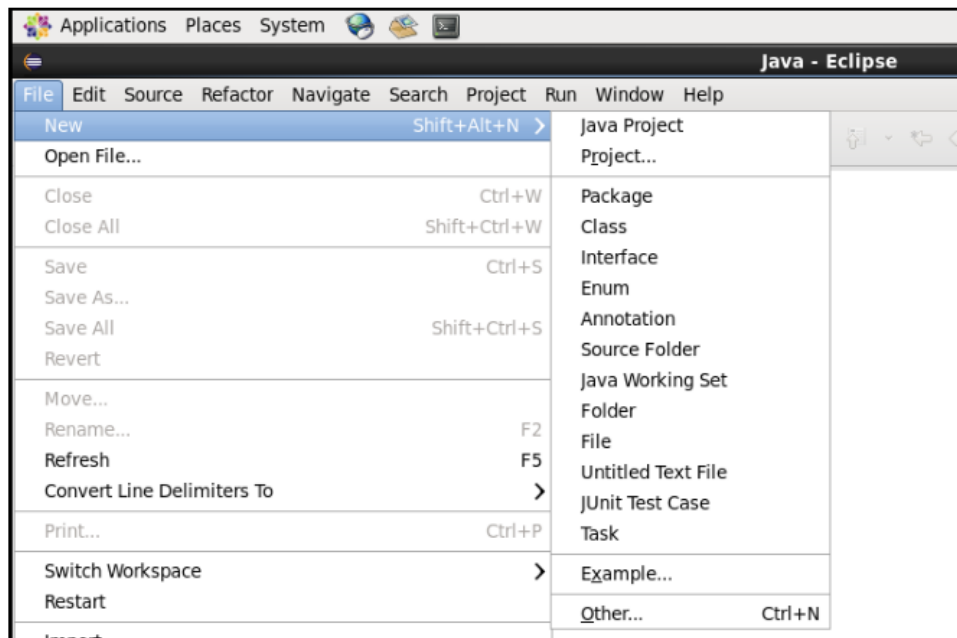 Applications Places System
Java - Eclipse
File Edit Source Refactor Navigate Search Project Run Window Help
New Shift+Alt+N
Open File...
Close Ctrl+W
Close All Shift+Ctrl+W
Save Ctrl+S
Save As...
Save All Shift+Ctrl+S
Revert
Move...
Rename... F2
Refresh F5
Convert Line Delimiters To
Print... Ctrl+P
Switch Workspace
Restart
Java Project
Project...
Package
Class
Interface
Enum
Annotation
Source Folder
Java Working Set
Folder
File
Untitled Text File
JUnit Test Case
Task
Example...
Other... Ctrl+N